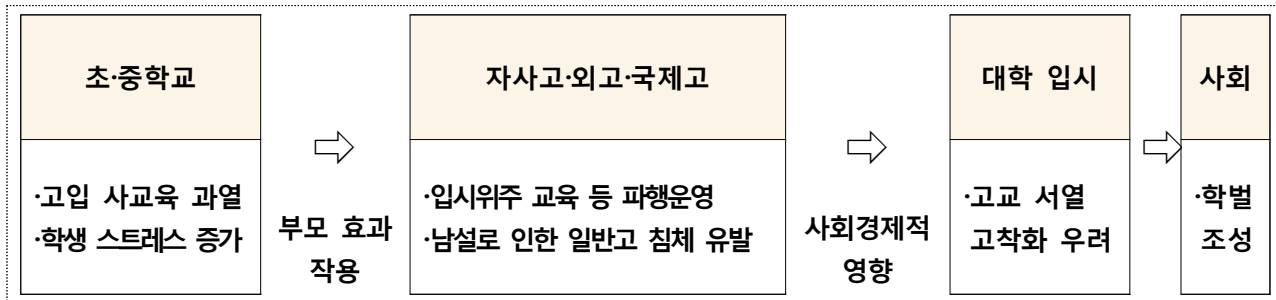 초·중학교
·고입 사교육 과열
·학생 스트레스 증가
부모 효과
작용
자사고·외고·국제고
·입시위주 교육 등 파행운영
·남설로 인한 일반고 침체 유발
사회경제적
영향
대학 입시
·고교 서열
고착화 우려
사회
·학벌
조성